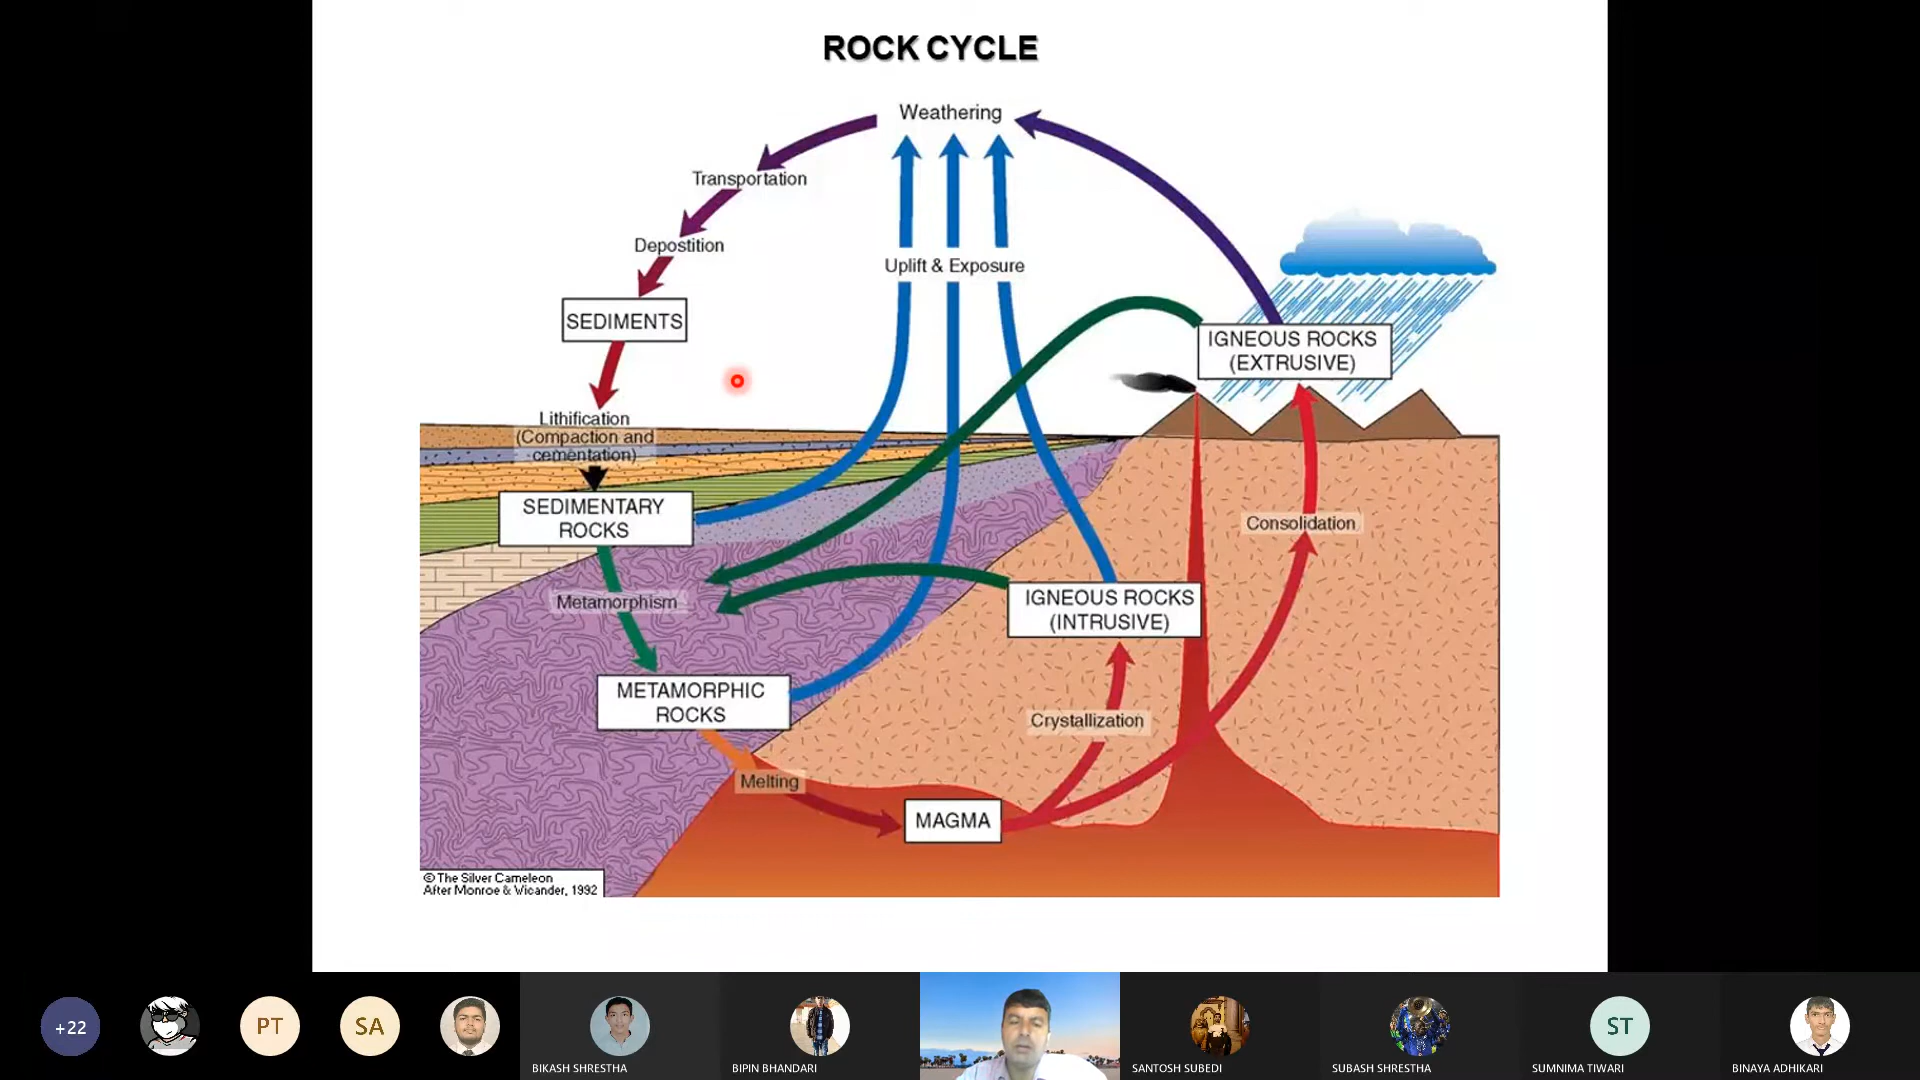 ROCK CYCLE
Weathering
Transportation
Depostition
Uplift & Exposure
SEDIMENTS
IGNEOUS ROCKS
(EXTRUSIVE)
Lithification
(Compaction and
cementation)
SEDIMENTARY
ROCKS
Consolidation
Metamorphism
IGNEOUS ROCKS
(INTRUSIVE)
METAMORPHIC
ROCKS
Crystallization
Melting
MAGMA
© The Silver Cameleon
After Monroe & Wicander, 1992
+22
PT
SA
ST
BIKASH SHRESTHA
BIPIN BHANDARI
SANTOSH SUBEDI
SUBASH SHRESTHA
SUMNIMA TIWARI
BINAYA ADHIKARI